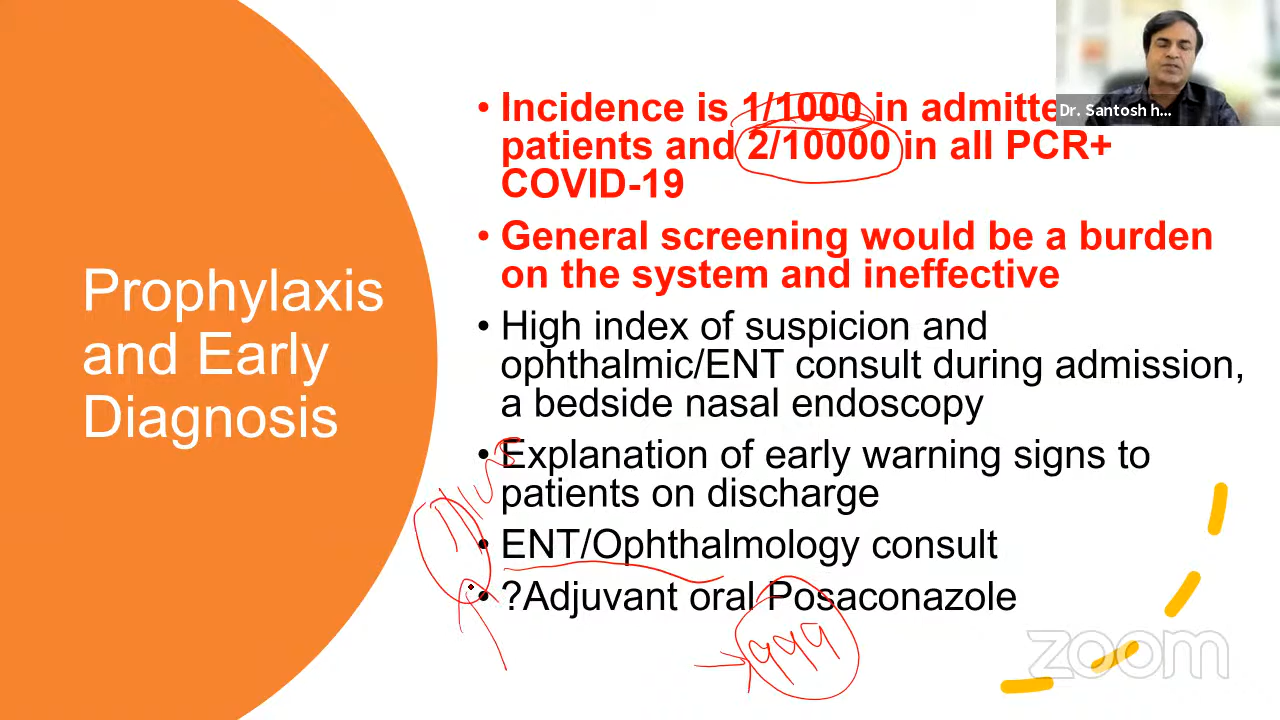 Dr. Santosh h...
• Incidence is 1/1000 in admitte
patients and 2/10000 in all PCR+
COVID-19
• General screening would be a burden
on the system and ineffective
Prophylaxis
and Early
Diagnosis
• High index of suspicion and
ophthalmic/ENT consult during admission,
a bedside nasal endoscopy
• Explanation of early warning signs to
patients on discharge
• ENT/Ophthalmology consult
• ?Adjuvant oral Posaconazole
999
zoom